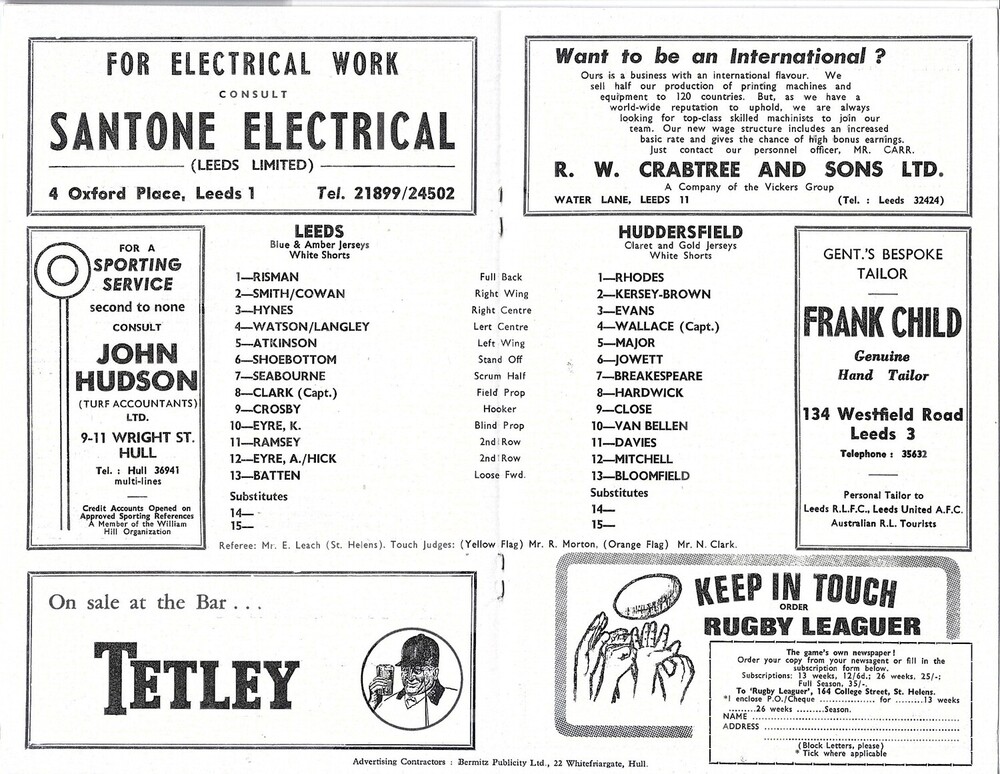 FOR ELECTRICAL WORK
CONSULT
SANTONE ELECTRICAL
(LEEDS LIMITED)
4 Oxford Place, Leeds 1 Tel. 21899/24502
Want to be an International ?
Ours is a business with an international flavour. We
sell half our production of printing machines and
equipment to 120 countries. But, as we have a
world-wide reputation to uphold, we are always
looking for top-class skilled machinists to join our
team. Our new wage structure includes an increased
basic rate and gives the chance of high bonus earnings.
Just contact our personnel officer, MR. CARR.
R. W. CRABTREE AND SONS LTD.
A Company of the Vickers Group
WATER LANE, LEEDS 11 (Tel. : Leeds 32424)
FOR A
SPORTING
SERVICE
second to none
CONSULT
JOHN
HUDSON
(TURF ACCOUNTANTS)
LTD.
9-11 WRIGHT ST.
HULL
Tel. : Hull 36941
multi-lines
Credit Accounts Opened on
Approved Sporting References
A Member of the William
Hill Organization
LEEDS
Blue & Amber Jerseys
White Shorts
HUDDERSFIELD
Claret and Gold Jerseys
White Shorts
1—RISMAN Full Back 1—RHODES
2—SMITH/COWAN Right Wing 2—KERSEY-BROWN
3—HYNES Right Centre 3—EVANS
4—WATSON/LANGLEY Lert Centre 4—WALLACE (Capt.)
5—ATKINSON Left Wing 5—MAJOR
6—SHOEBOTTOM Stand Off 6—JOWETT
7—SEABOURNE Scrum Half 7—BREAKESPEARE
8—CLARK (Capt.) Field Prop 8—HARDWICK
9—CROSBY Hooker 9—CLOSE
10—EYRE, K. Blind Prop 10—VAN BELLEN
11—RAMSEY 2nd Row 11—DAVIES
12—EYRE, A./HICK 2nd Row 12—MITCHELL
13—BATTEN Loose Fwd. 13—BLOOMFIELD
Substitutes Substitutes
14— 14—
15— 15—
Referee: Mr. E. Leach (St. Helens). Touch Judges: (Yellow Flag) Mr. R. Morton, (Orange Flag) Mr. N. Clark.
GENT.'S BESPOKE
TAILOR
FRANK CHILD
Genuine
Hand Tailor
134 Westfield Road
Leeds 3
Telephone : 35632
Personal Tailor to
Leeds R.L.F.C., Leeds United A.F.C.
Australian R.L. Tourists
On sale at the Bar . . .
TETLEY
KEEP IN TOUCH
ORDER
RUGBY LEAGUER
The game's own newspaper !
Order your copy from your newsagent or fill in the
subscription form below.
Subscriptions: 13 weeks, 12/6d.; 26 weeks. 25/-;
Full Season, 35/-.
To 'Rugby Leaguer', 164 College Street, St. Helens.
*I enclose P.O./Cheque .................. for .........13 weeks
.........26 weeks .........Season.
NAME ..................
ADDRESS ..................
(Block Letters, please)
* Tick where applicable
Advertising Contractors : Bermitz Publicity Ltd., 22 Whitefriargate, Hull.